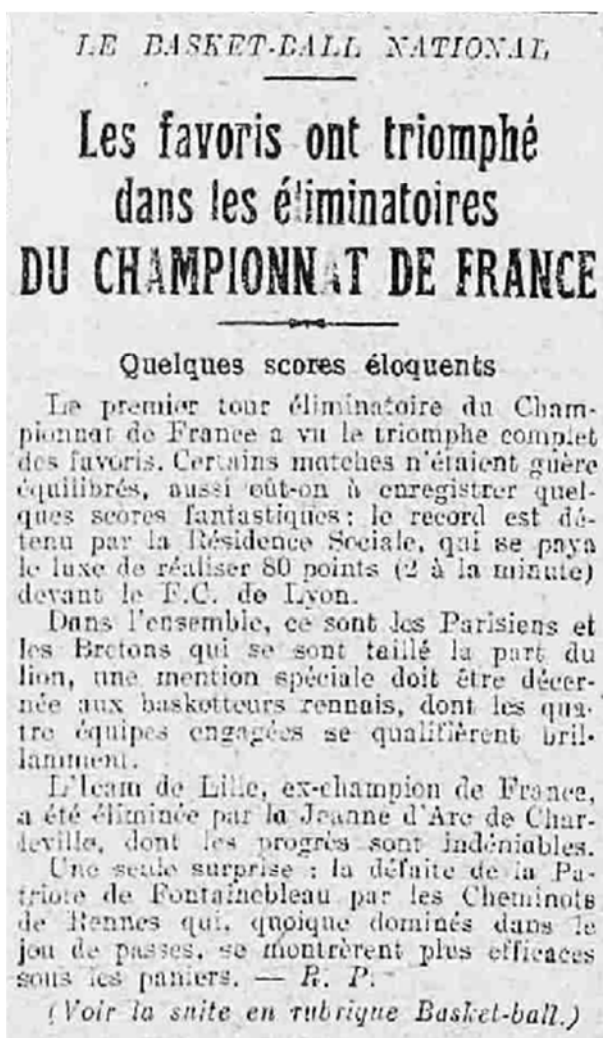 LE BASKET-BALL NATIONAL
Les favoris ont triomphé
dans les éliminatoires
DU CHAMPIONNAT DE FRANCE
Quelques scores éloquents
Le premier tour éliminatoire du Cham-
pionnat de France a vu le triomphe complet
des favoris. Certains matches n'étaient guère
équilibrés, aussi eût-on à enregistrer quel-
ques scores fantastiques : le record est dé-
tenu par la Résidence Sociale, qui se paya
le luxe de réaliser 80 points (2 à la minute)
devant le F.C. de Lyon.
Dans l'ensemble, ce sont les Parisiens et
les Bretons qui se sont taillé la part du
lion, une mention spéciale doit être décer-
née aux basketteurs rennais, dont les qua-
tre équipes engagées se qualifièrent bril-
lamment.
L'Icam de Lille, ex-champion de France,
a été éliminée par la Jeanne d'Arc de Char-
leville, dont les progrès sont indéniables.
Une seule surprise : la défaite de la Pa-
triote de Fontainebleau par les Cheminots
de Rennes qui, quoique dominés dans le
jeu de passes, se montrèrent plus efficaces
sous les paniers. — R. P.
(Voir la suite en rubrique Basket-ball.)